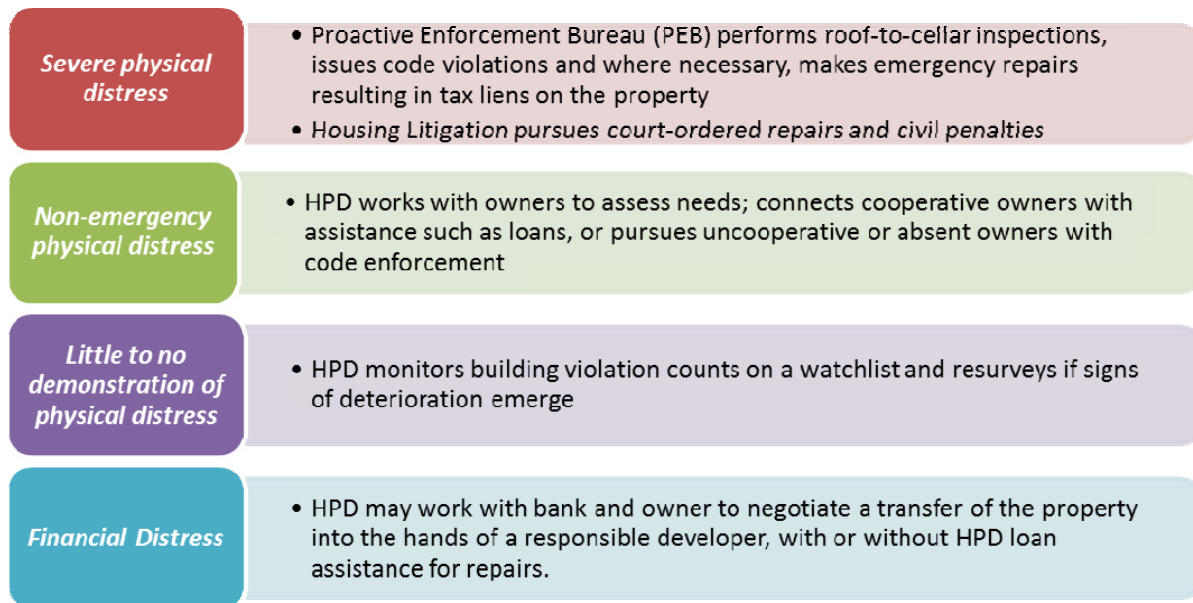 Severe physical
distress
• Proactive Enforcement Bureau (PEB) performs roof-to-cellar inspections,
issues code violations and where necessary, makes emergency repairs
resulting in tax liens on the property
• Housing Litigation pursues court-ordered repairs and civil penalties
Non-emergency
physical distress
• HPD works with owners to assess needs; connects cooperative owners with
assistance such as loans, or pursues uncooperative or absent owners with
code enforcement
Little to no
demonstration of
physical distress
• HPD monitors building violation counts on a watchlist and resurveys if signs
of deterioration emerge
Financial Distress
• HPD may work with bank and owner to negotiate a transfer of the property
into the hands of a responsible developer, with or without HPD loan
assistance for repairs.